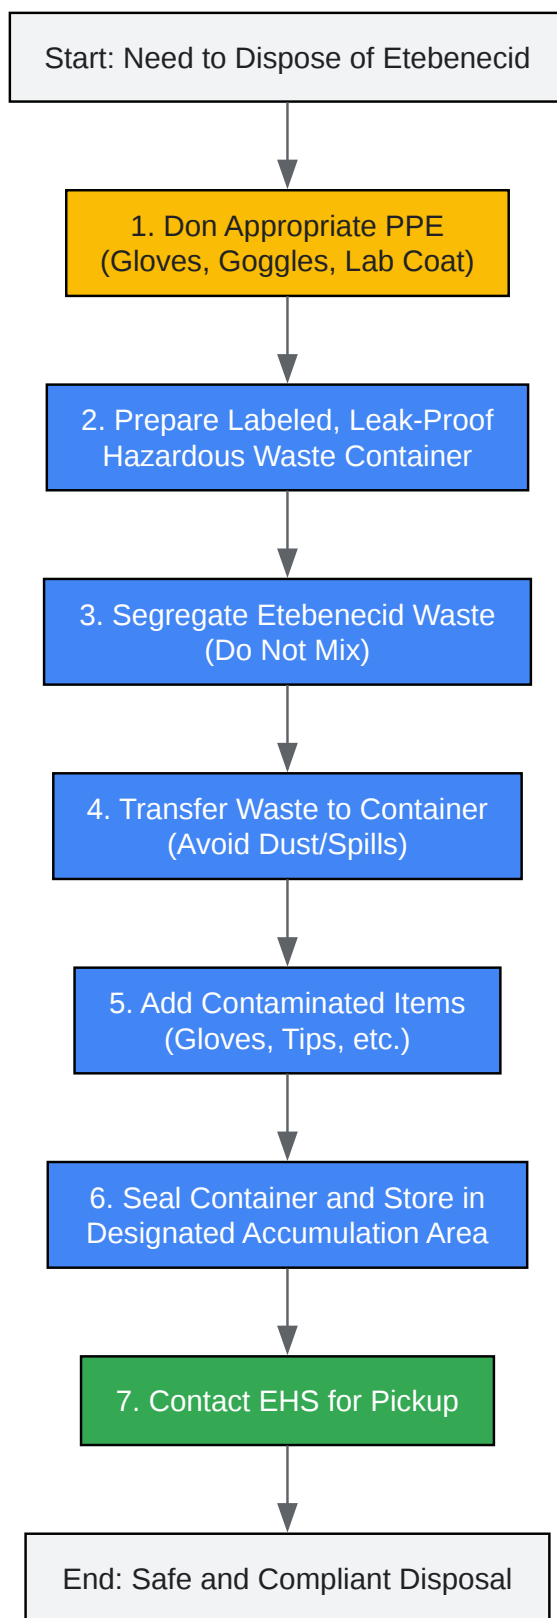 Start: Need to Dispose of Etebenecid
1. Don Appropriate PPE
(Gloves, Goggles, Lab Coat)
2. Prepare Labeled, Leak-Proof
Hazardous Waste Container
3. Segregate Etebenecid Waste
(Do Not Mix)
4. Transfer Waste to Container
(Avoid Dust/Spills)
5. Add Contaminated Items
(Gloves, Tips, etc.)
6. Seal Container and Store in
Designated Accumulation Area
7. Contact EHS for Pickup
End: Safe and Compliant Disposal